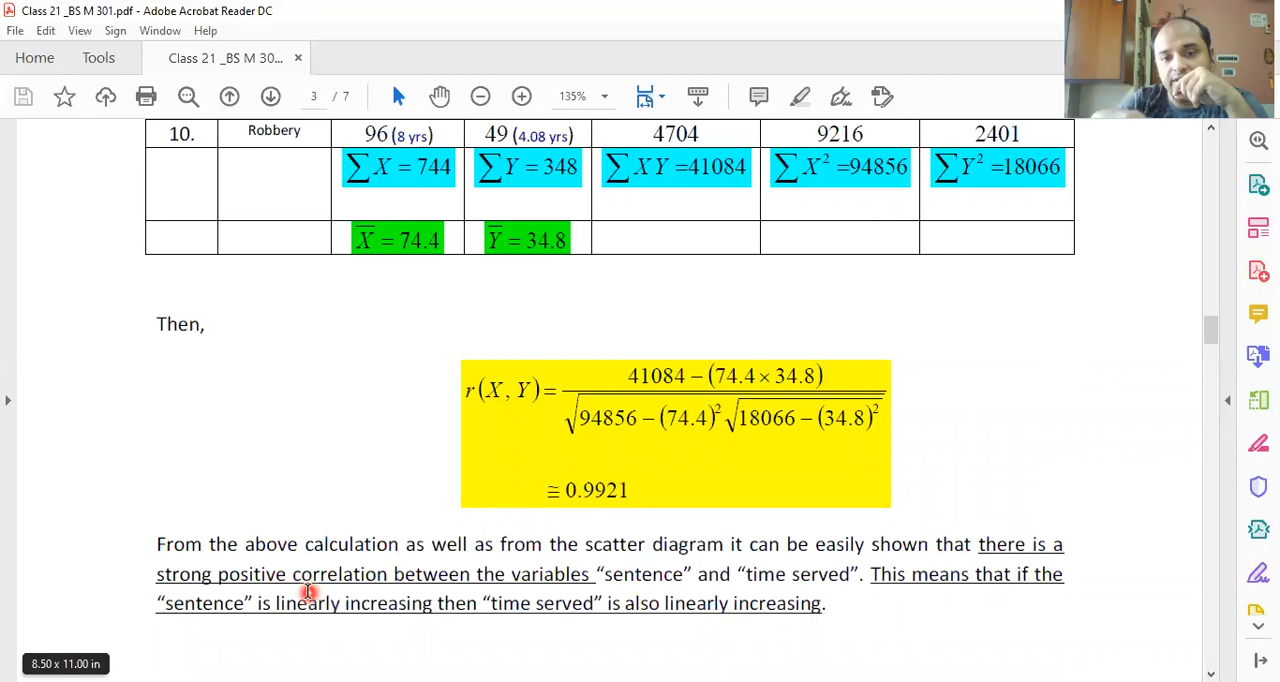 Class 21 _BS M 301.pdf - Adobe Acrobat Reader DC
File Edit View Sign Window Help
Home Tools Class 21 _BS M 30... ×
3 / 7 135%
10. Robbery 96 (8 yrs) 49 (4.08 yrs) 4704 9216 2401
∑X = 744 ∑Y = 348 ∑XY =41084 ∑X² =94856 ∑Y² =18066
X̅ = 74.4 Y̅ = 34.8
Then,
r(X, Y) = 41084 − (74.4 × 34.8)
√94856 − (74.4)² √18066 − (34.8)²
≅ 0.9921
From the above calculation as well as from the scatter diagram it can be easily shown that there is a
strong positive correlation between the variables “sentence” and “time served”. This means that if the
“sentence” is linearly increasing then “time served” is also linearly increasing.
8.50 x 11.00 in